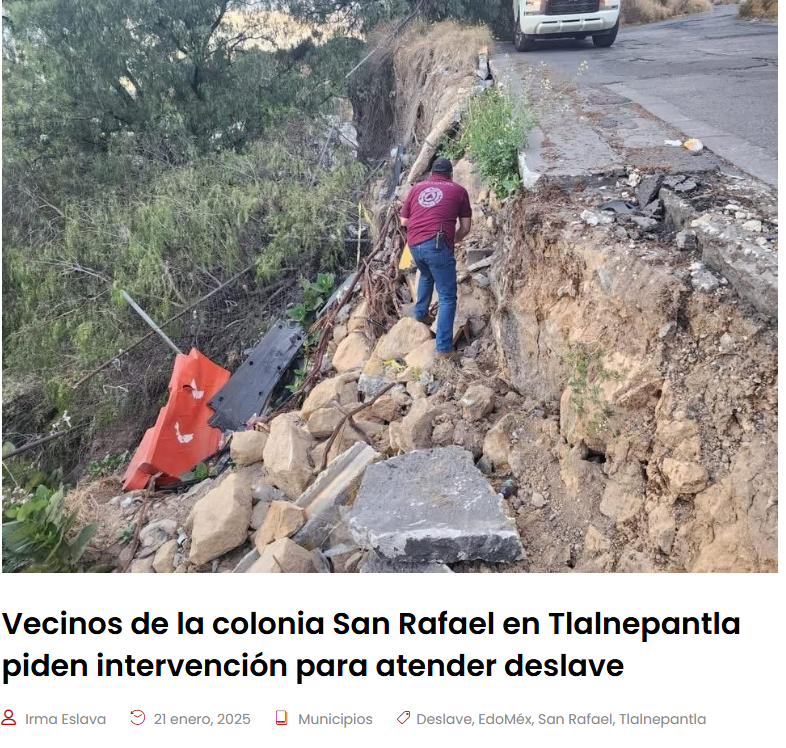 Vecinos de la colonia San Rafael en Tlalnepantla
piden intervención para atender deslave
Irma Eslava 21 enero, 2025 Municipios Deslave, EdoMéx, San Rafael, Tlalnepantla